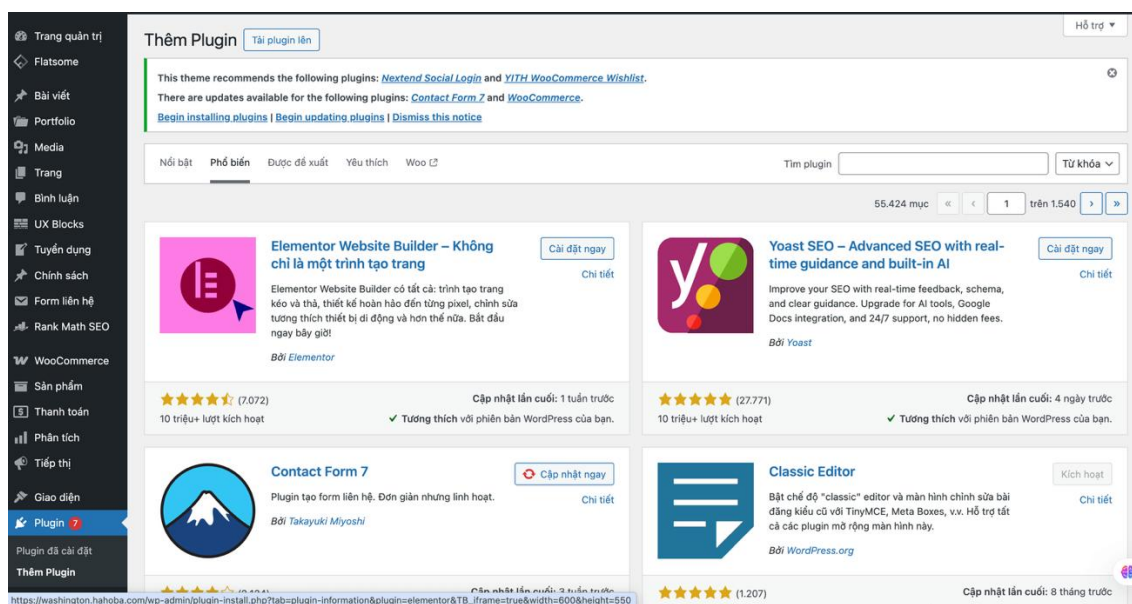 Hỗ trợ
Trang quản trị
Flatsome
Bài viết
Portfolio
Media
Trang
Bình luận
UX Blocks
Tuyển dụng
Chính sách
Form liên hệ
Rank Math SEO
WooCommerce
Sản phẩm
Thanh toán
Phân tích
Tiếp thị
Giao diện
Plugin 7
Plugin đã cài đặt
Thêm Plugin
Thêm Plugin Tải plugin lên
This theme recommends the following plugins: Nextend Social Login and YITH WooCommerce Wishlist.
There are updates available for the following plugins: Contact Form 7 and WooCommerce.
Begin installing plugins | Begin updating plugins | Dismiss this notice
Nổi bật Phổ biến Được đề xuất Yêu thích Woo
Tìm plugin Từ khóa
55.424 mục « ‹ 1 trên 1.540 › »
Elementor Website Builder – Không
chỉ là một trình tạo trang
Cài đặt ngay
Chi tiết
Elementor Website Builder có tất cả: trình tạo trang
kéo và thả, thiết kế hoàn hảo đến từng pixel, chỉnh sửa
tương thích thiết bị di động và hơn thế nữa. Bắt đầu
ngay bây giờ!
Bởi Elementor
(7.072)
10 triệu+ lượt kích hoạt
Cập nhật lần cuối: 1 tuần trước
Tương thích với phiên bản WordPress của bạn.
Yoast SEO – Advanced SEO with real-
time guidance and built-in AI
Cài đặt ngay
Chi tiết
Improve your SEO with real-time feedback, schema,
and clear guidance. Upgrade for AI tools, Google
Docs integration, and 24/7 support, no hidden fees.
Bởi Yoast
(27.771)
10 triệu+ lượt kích hoạt
Cập nhật lần cuối: 4 ngày trước
Tương thích với phiên bản WordPress của bạn.
Contact Form 7
Cập nhật ngay
Chi tiết
Plugin tạo form liên hệ. Đơn giản nhưng linh hoạt.
Bởi Takayuki Miyoshi
Cập nhật lần cuối: 3 tuần trước
Classic Editor
Kích hoạt
Chi tiết
Bật chế độ "classic" editor và màn hình chỉnh sửa bài
đăng kiểu cũ với TinyMCE, Meta Boxes, v.v. Hỗ trợ tất
cả các plugin mở rộng màn hình này.
Bởi WordPress.org
(1.207)
Cập nhật lần cuối: 8 tháng trước
https://washington.hahoba.com/wp-admin/plugin-install.php?tab=plugin-information&plugin=elementor&TB_iframe=true&width=600&height=550